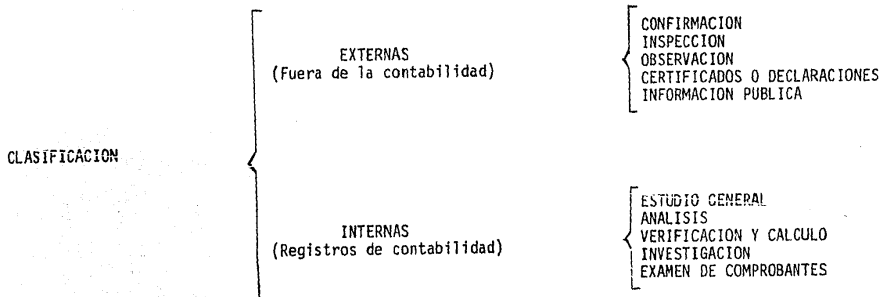 CLASIFICACION
EXTERNAS
(Fuera de la contabilidad)
CONFIRMACION
INSPECCION
OBSERVACION
CERTIFICADOS O DECLARACIONES
INFORMACION PUBLICA
INTERNAS
(Registros de contabilidad)
ESTUDIO GENERAL
ANALISIS
VERIFICACION Y CALCULO
INVESTIGACION
EXAMEN DE COMPROBANTES